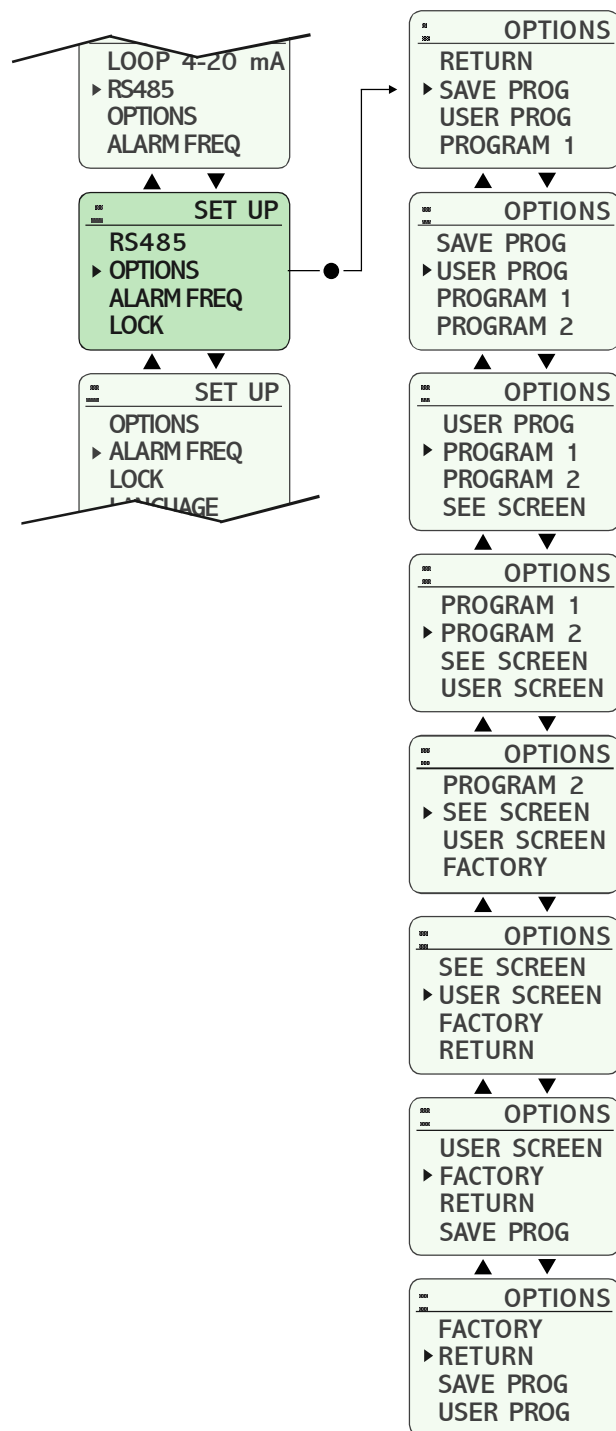 LOOP 4-20 mA
RS485
OPTIONS
ALARM FREQ
SET UP
RS485
OPTIONS
ALARM FREQ
LOCK
SET UP
OPTIONS
ALARM FREQ
LOCK
LANGUAGE
OPTIONS
RETURN
SAVE PROG
USER PROG
PROGRAM 1
OPTIONS
SAVE PROG
USER PROG
PROGRAM 1
PROGRAM 2
OPTIONS
USER PROG
PROGRAM 1
PROGRAM 2
SEE SCREEN
OPTIONS
PROGRAM 1
PROGRAM 2
SEE SCREEN
USER SCREEN
OPTIONS
PROGRAM 2
SEE SCREEN
USER SCREEN
FACTORY
OPTIONS
SEE SCREEN
USER SCREEN
FACTORY
RETURN
OPTIONS
USER SCREEN
FACTORY
RETURN
SAVE PROG
OPTIONS
FACTORY
RETURN
SAVE PROG
USER PROG